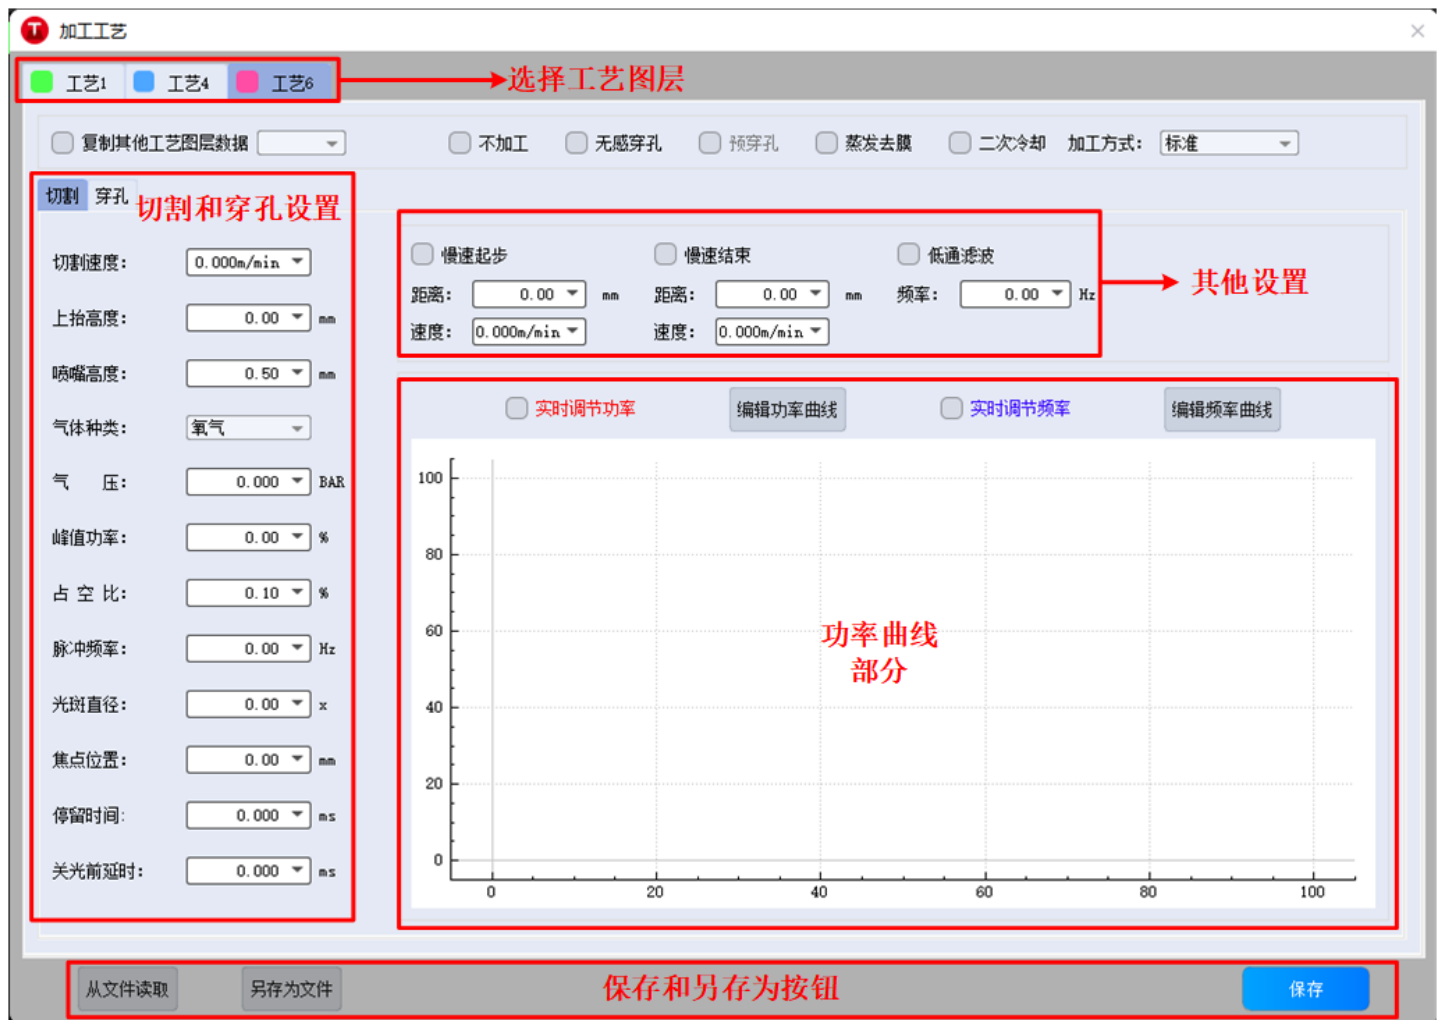 加工工艺
工艺1 工艺4 工艺6 选择工艺图层
复制其他工艺图层数据 不加工 无感穿孔 预穿孔 蒸发去膜 二次冷却 加工方式: 标准
切割 穿孔
切割和穿孔设置
切割速度: 0.000m/min
上抬高度: 0.00 mm
喷嘴高度: 0.50 mm
气体种类: 氧气
气 压: 0.000 BAR
峰值功率: 0.00 %
占 空 比: 0.10 %
脉冲频率: 0.00 Hz
光斑直径: 0.00 x
焦点位置: 0.00 mm
停留时间: 0.000 ms
关光前延时: 0.000 ms
慢速起步 慢速结束 低通滤波
距离: 0.00 mm 距离: 0.00 mm 频率: 0.00 Hz
速度: 0.000m/min 速度: 0.000m/min
其他设置
实时调节功率 编辑功率曲线 实时调节频率 编辑频率曲线
100
80
60
40
20
0
0 20 40 60 80 100
功率曲线
部分
从文件读取 另存为文件 保存和另存为按钮 保存